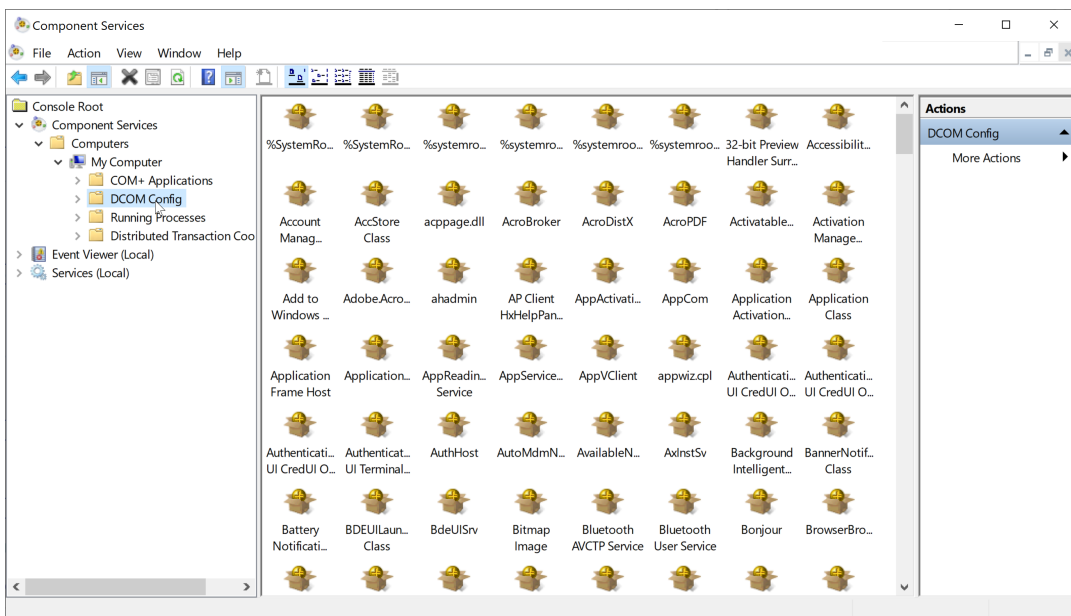 Component Services
File Action View Window Help
Console Root
Component Services
Computers
My Computer
COM+ Applications
DCOM Config
Running Processes
Distributed Transaction Coo
Event Viewer (Local)
Services (Local)
%SystemRo... %SystemRo... %systemro... %systemro... %systemroo... %systemroo... 32-bit Preview Accessibilit...
Handler Surr...
Account AccStore acppage.dll AcroBroker AcroDistX AcroPDF Activatable... Activation
Manag... Class Manage...
Add to Adobe.Acro... ahadmin AP Client AppActivati... AppCom Application Application
Windows ... HxHelpPan... Activation... Class
Application Application... AppReadin... AppService... AppVClient appwiz.cpl Authenticati... Authenticati...
Frame Host Service UI CredUI O... UI CredUI O...
Authenticati... Authenticat... AuthHost AutoMdmN... AvailableN... AxInstSv Background BannerNotif...
UI CredUI O... UI Terminal... Intelligent... Class
Battery BDEUILaun... BdeUISrv Bitmap Bluetooth Bluetooth Bonjour BrowserBro...
Notificati... Class Image AVCTP Service User Service
Actions
DCOM Config
More Actions